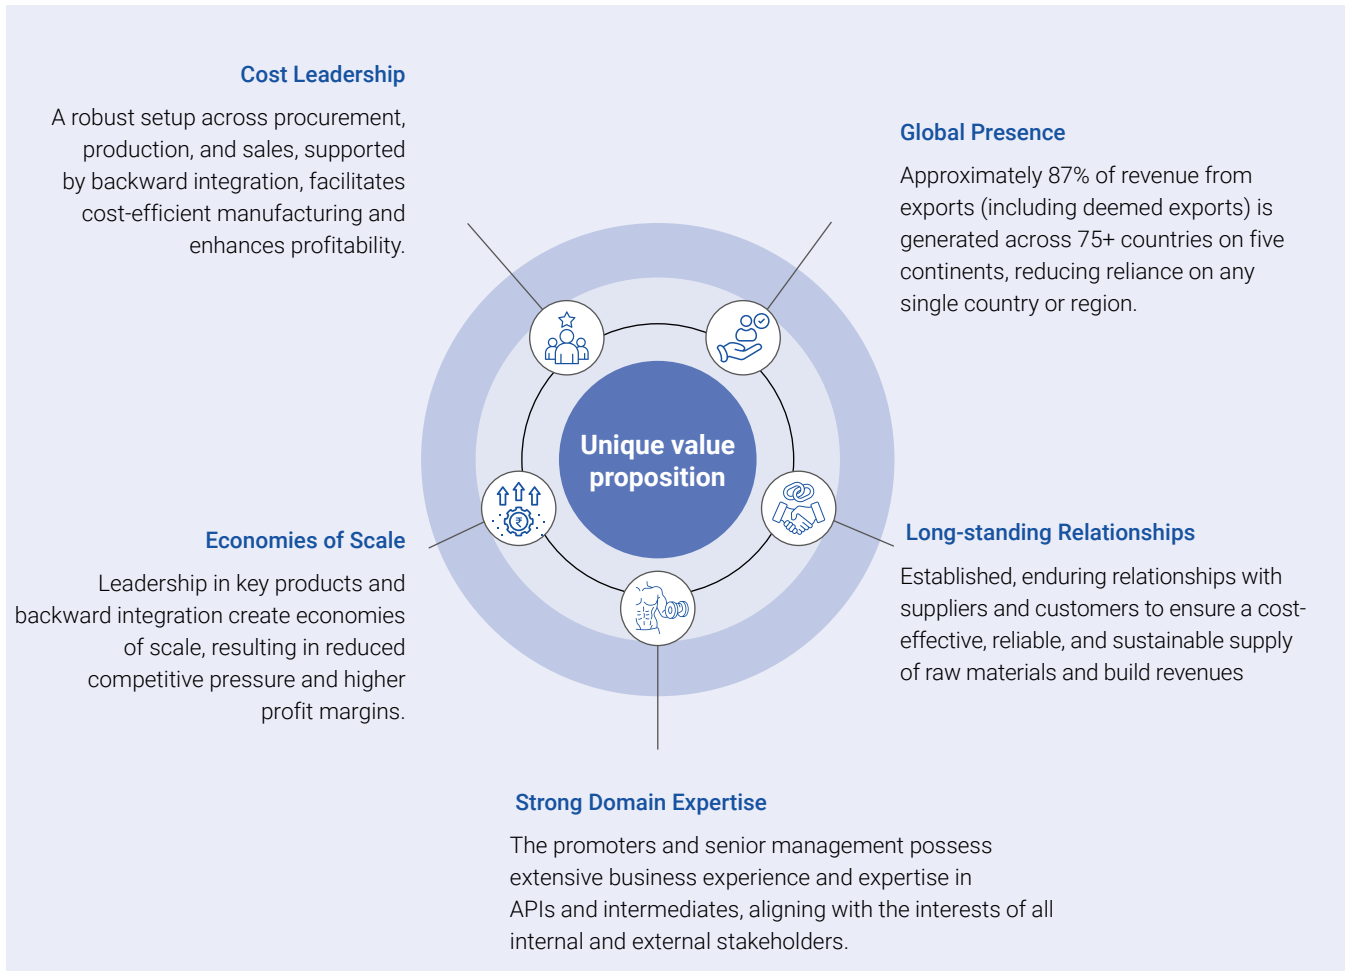 Cost Leadership
A robust setup across procurement,
production, and sales, supported
by backward integration, facilitates
cost-efficient manufacturing and
enhances profitability.
Global Presence
Approximately 87% of revenue from
exports (including deemed exports) is
generated across 75+ countries on five
continents, reducing reliance on any
single country or region.
Unique value
proposition
₹
Economies of Scale
Leadership in key products and
backward integration create economies
of scale, resulting in reduced
competitive pressure and higher
profit margins.
Long-standing Relationships
Established, enduring relationships with
suppliers and customers to ensure a cost-
effective, reliable, and sustainable supply
of raw materials and build revenues
Strong Domain Expertise
The promoters and senior management possess
extensive business experience and expertise in
APIs and intermediates, aligning with the interests of all
internal and external stakeholders.